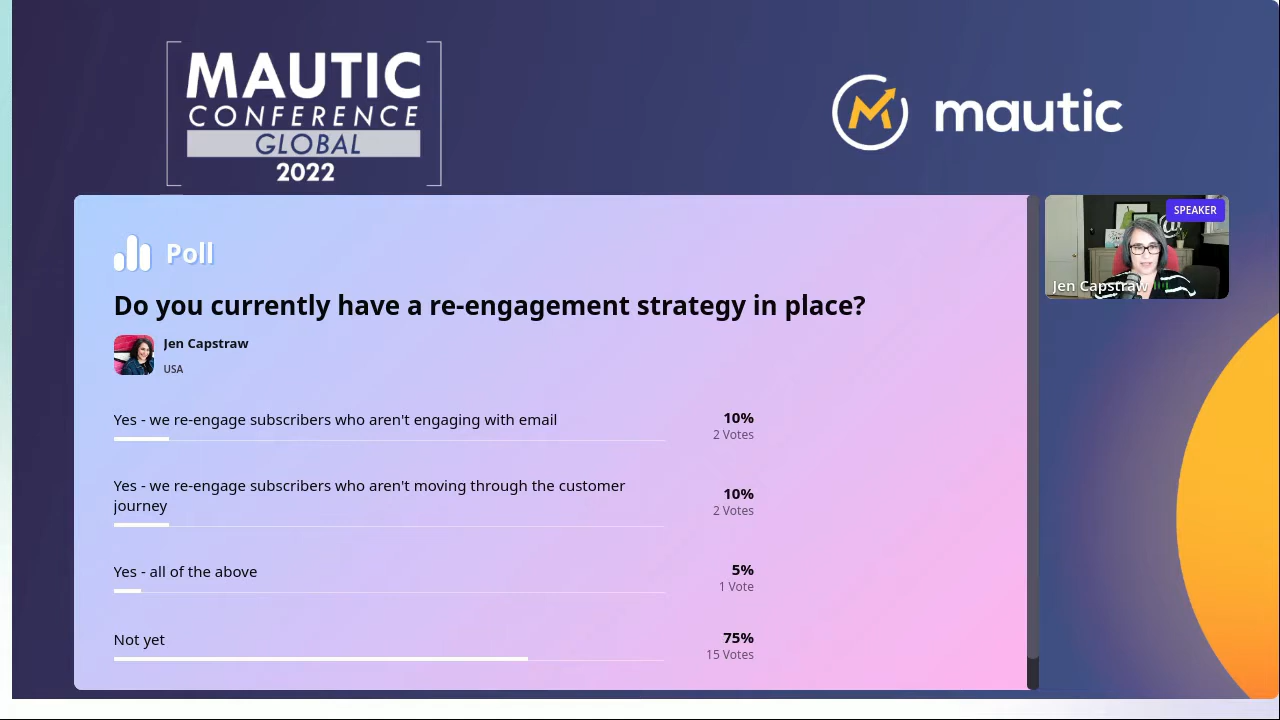 MAUTIC
CONFERENCE
GLOBAL
2022
mautic
SPEAKER
Jen Capstraw
Poll
Do you currently have a re-engagement strategy in place?
Jen Capstraw
USA
Yes - we re-engage subscribers who aren't engaging with email
10%
2 Votes
Yes - we re-engage subscribers who aren't moving through the customer
journey
10%
2 Votes
Yes - all of the above
5%
1 Vote
Not yet
75%
15 Votes